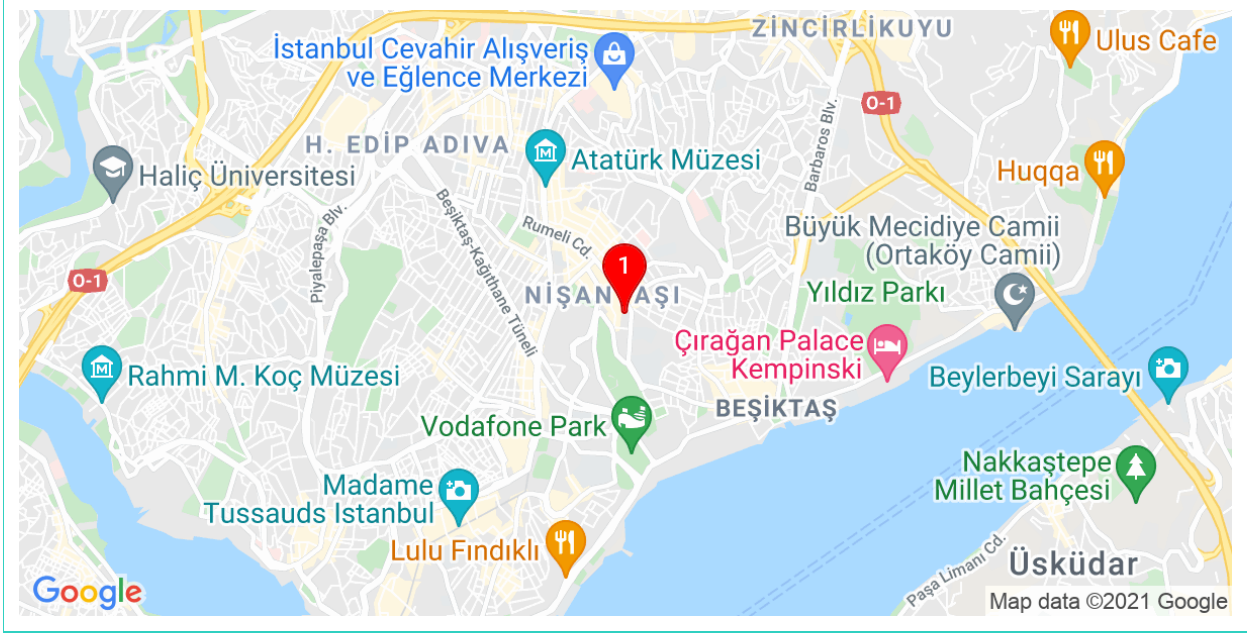 ZİNCİRLİKUYU
Ulus Cafe
İstanbul Cevahir Alışveriş
ve Eğlence Merkezi
O-1
Barbaros Blv.
H. EDİP ADIVA
Atatürk Müzesi
Huqqa
Haliç Üniversitesi
Beşiktaş-Kağıthane Tüneli
Piyalepaşa Blv.
Rumeli Cd.
Büyük Mecidiye Camii
(Ortaköy Camii)
1
O-1
NİŞANTAŞI
Yıldız Parkı
Çırağan Palace
Kempinski
Rahmi M. Koç Müzesi
Beylerbeyi Sarayı
BEŞİKTAŞ
Vodafone Park
Nakkaştepe
Millet Bahçesi
Madame
Tussauds Istanbul
Lulu Fındıklı
Paşa Limanı Cd.
Üsküdar
Google
Map data ©2021 Google